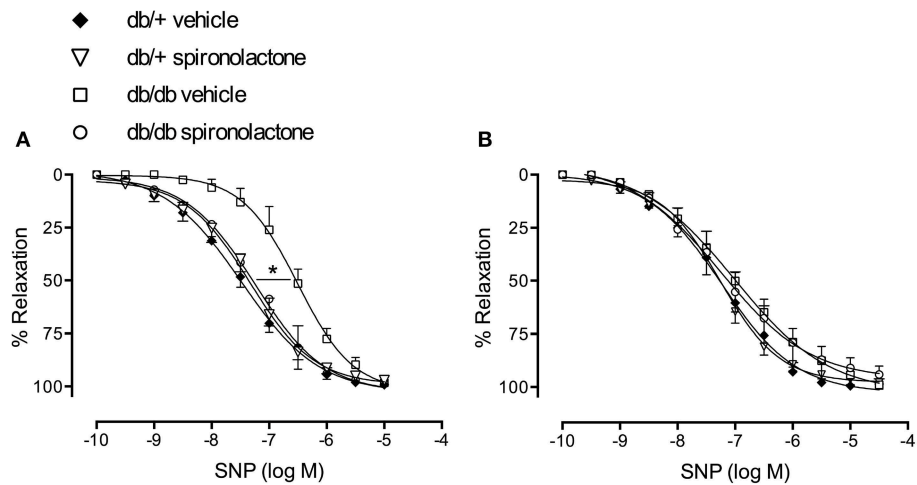 db/+ vehicle
db/+ spironolactone
db/db vehicle
db/db spironolactone
A
B
0
25
50
75
100
% Relaxation
*
-10 -9 -8 -7 -6 -5 -4
SNP (log M)
0
25
50
75
100
% Relaxation
-10 -9 -8 -7 -6 -5 -4
SNP (log M)